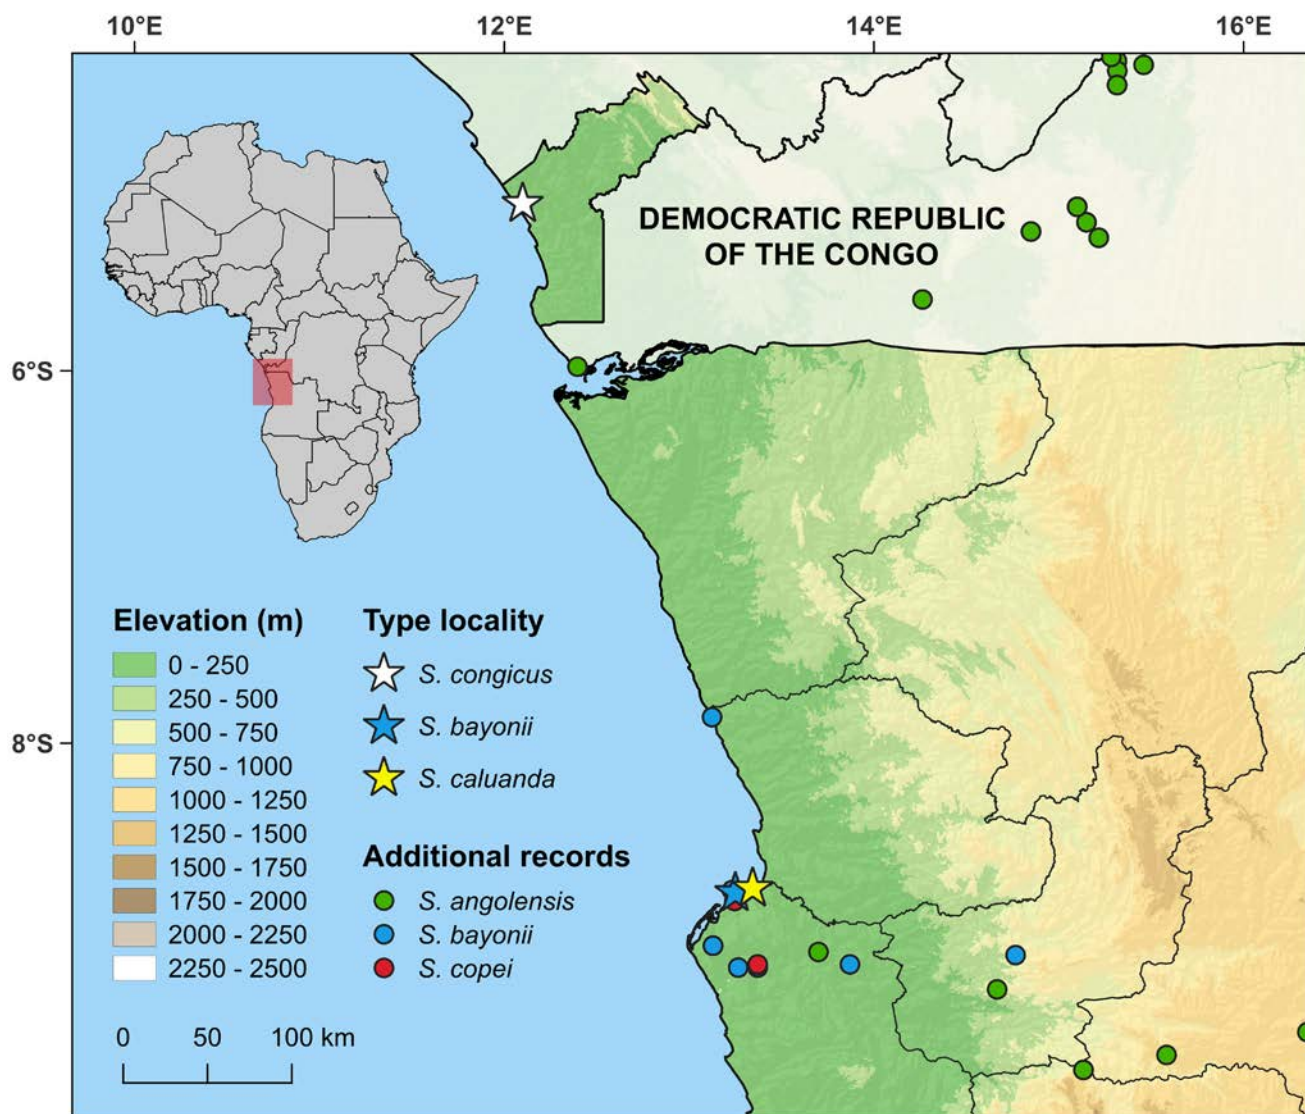 10°E 12°E 14°E 16°E
DEMOCRATIC REPUBLIC
OF THE CONGO
6°S
8°S
Elevation (m)
0 - 250
250 - 500
500 - 750
750 - 1000
1000 - 1250
1250 - 1500
1500 - 1750
1750 - 2000
2000 - 2250
2250 - 2500
0 50 100 km
Type locality
S. congicus
S. bayonii
S. caluanda
Additional records
S. angolensis
S. bayonii
S. copei